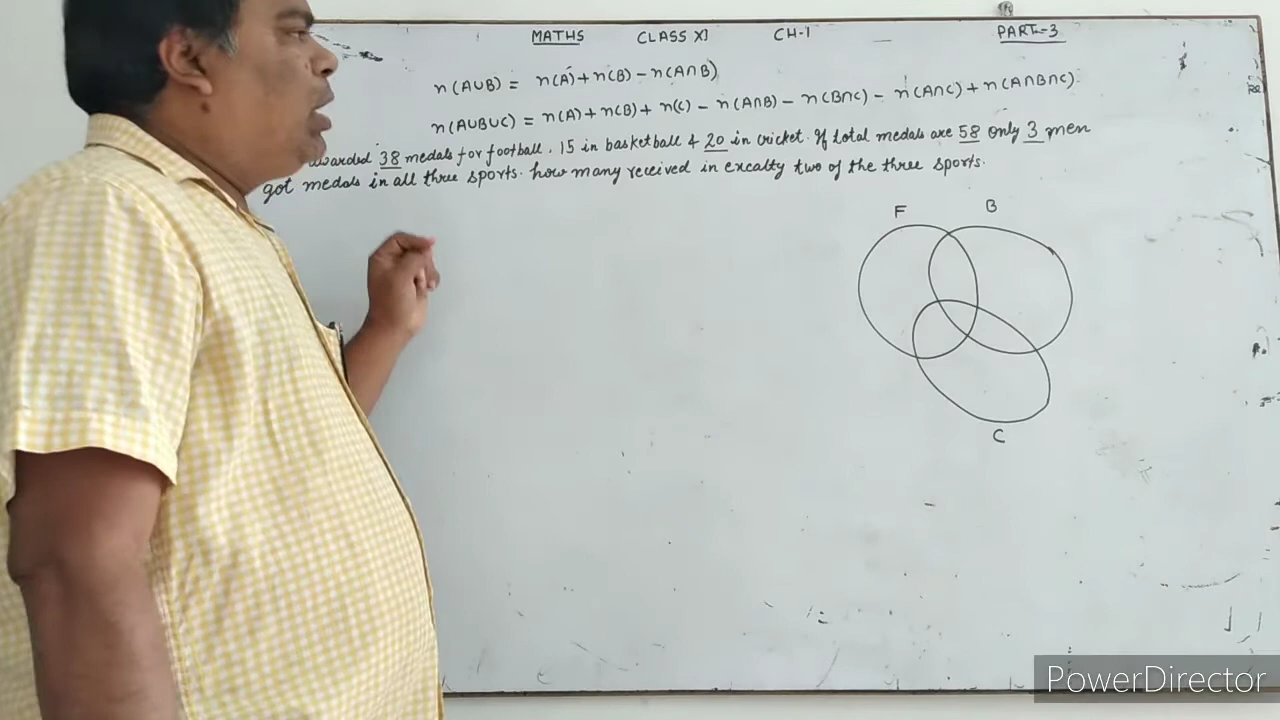 MATHS CLASS XI CH-1 PART-3
n(A∪B) = n(A) + n(B) - n(A∩B)
n(A∪B∪C) = n(A) + n(B) + n(C) - n(A∩B) - n(B∩C) - n(A∩C) + n(A∩B∩C)
awarded 38 medals for football, 15 in basketball & 20 in cricket. If total medals are 58 only 3 men
got medals in all three sports. how many received in excalty two of the three sports.
F B
C
PowerDirector